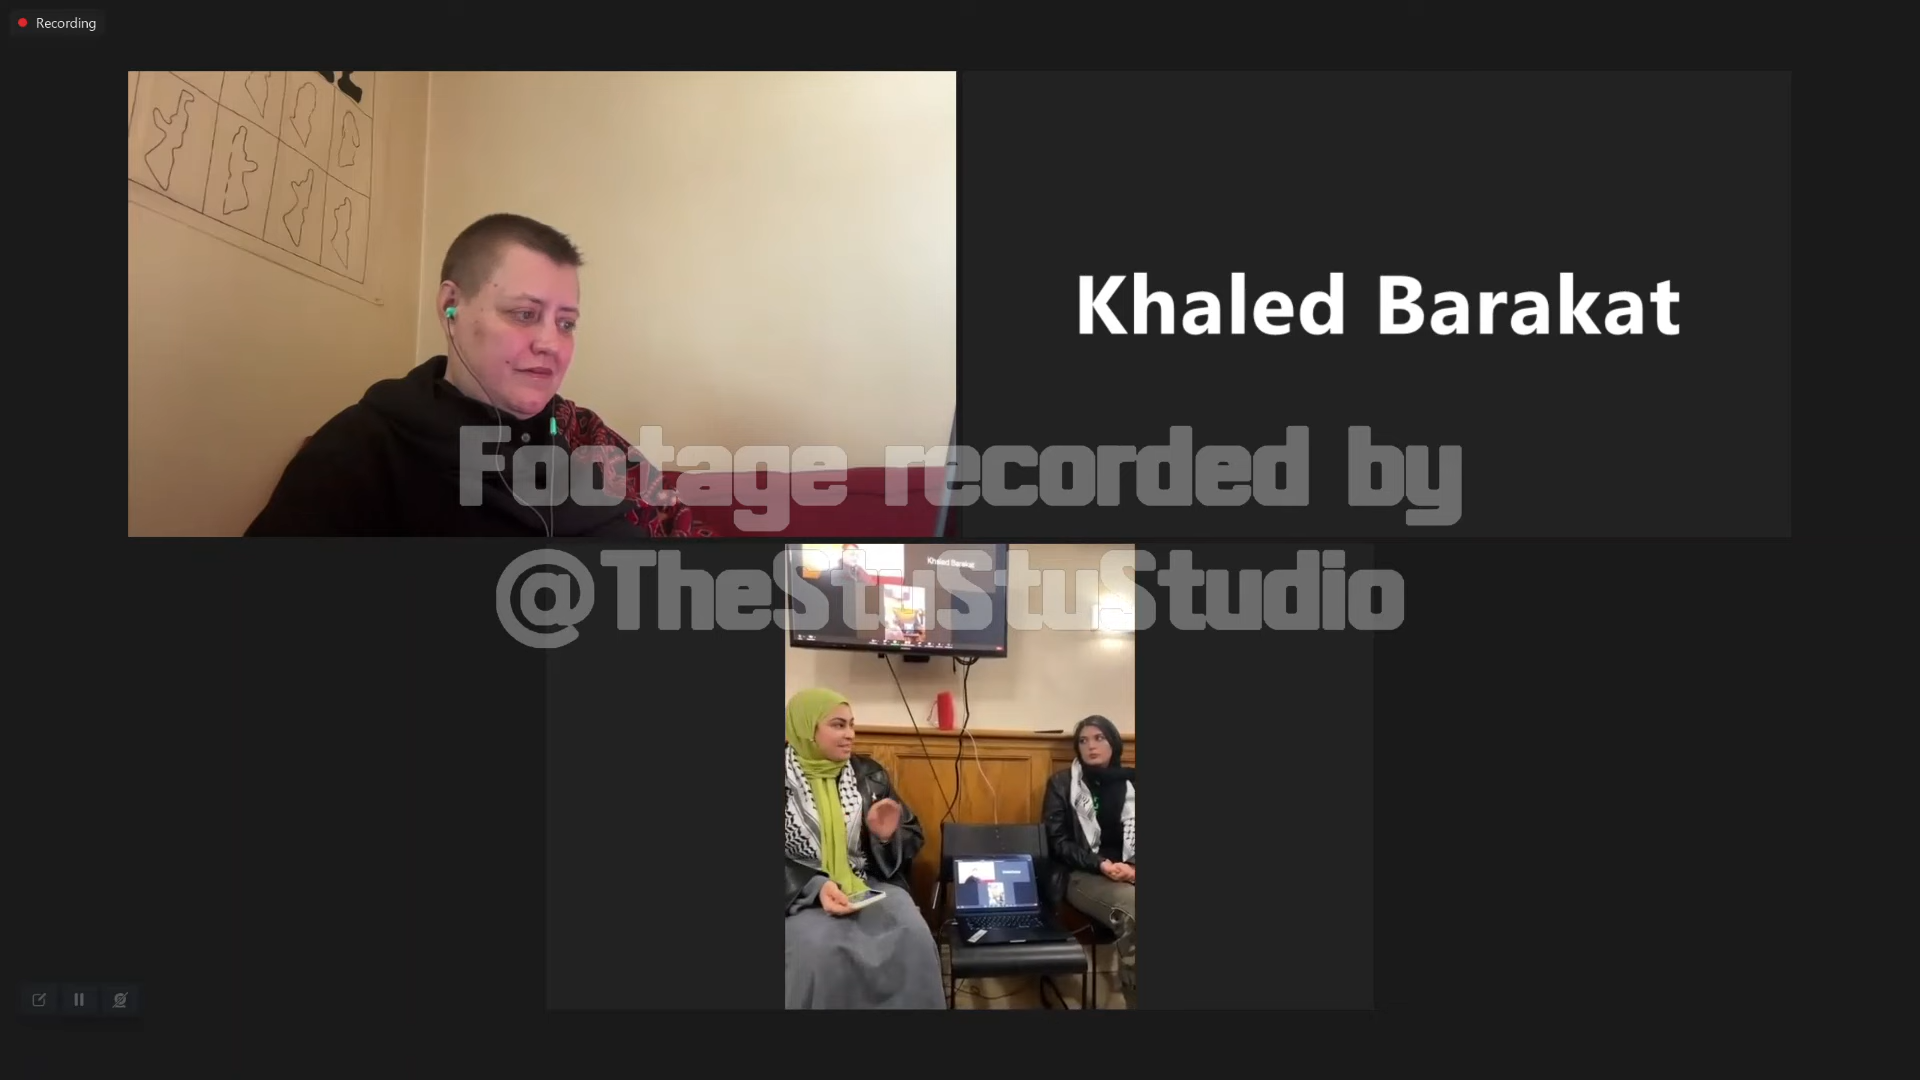 Recording
Khaled Barakat
Footage recorded by
@TheStuStuStudio
Khaled Barakat